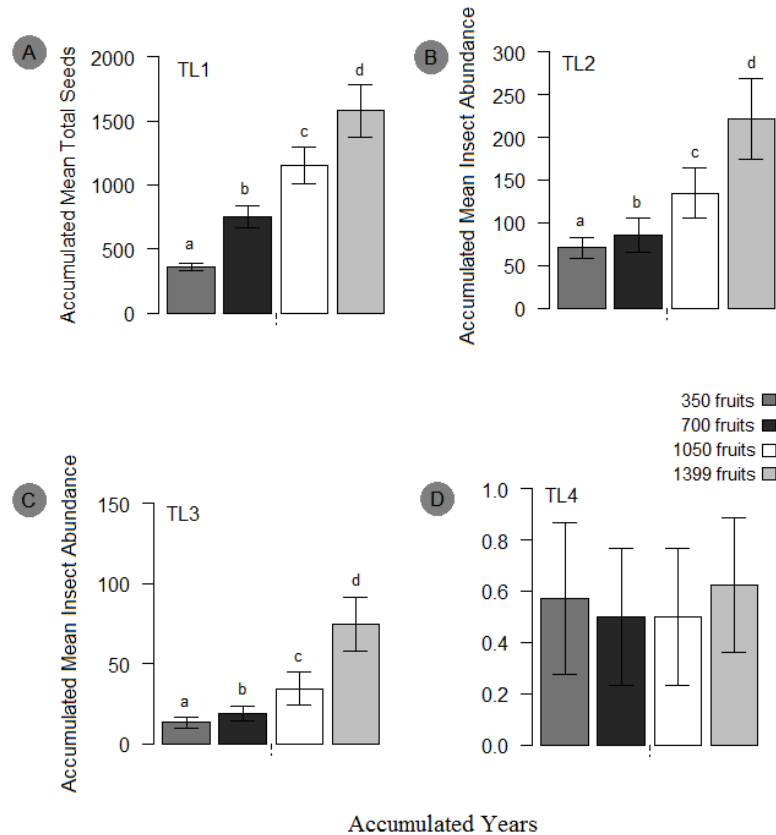 A
TL1
Accumulated Mean Total Seeds
2000
1500
1000
500
0
a
b
c
d
B
TL2
Accumulated Mean Insect Abundance
300
250
200
150
100
50
0
a
b
c
d
350 fruits
700 fruits
1050 fruits
1399 fruits
C
TL3
Accumulated Mean Insect Abundance
150
100
50
0
a
b
c
d
D
TL4
1.0
0.8
0.6
0.4
0.2
0.0
Accumulated Years